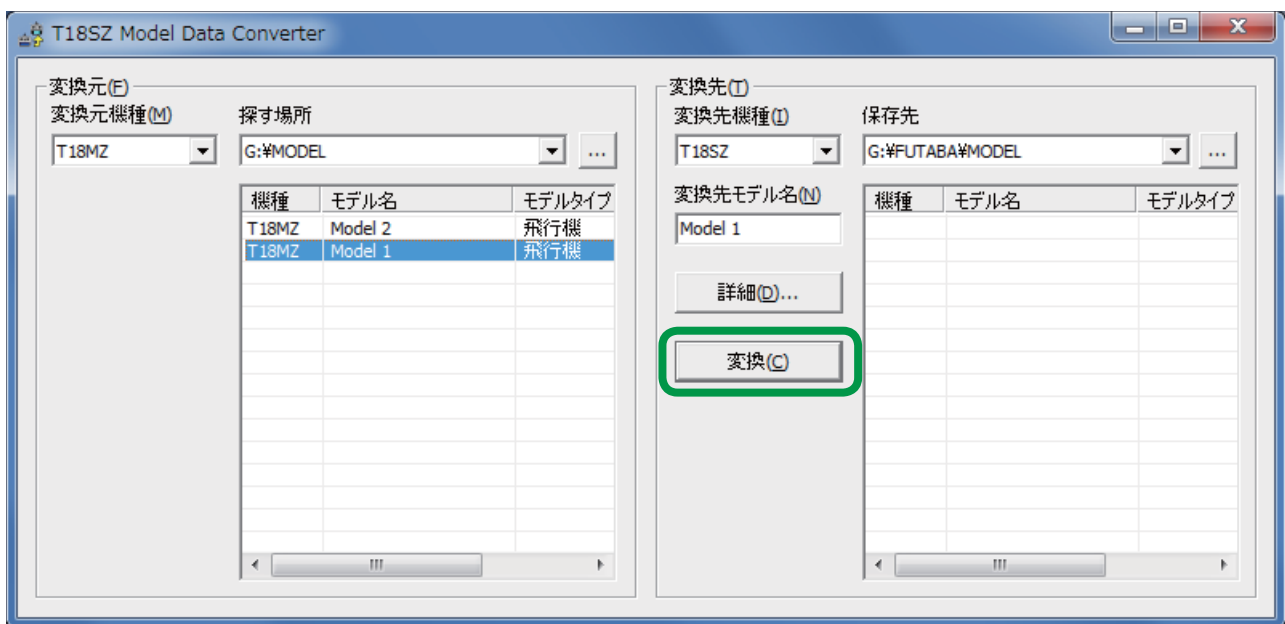 T18SZ Model Data Converter
変換元(F)
変換元機種(M)
探す場所
T18MZ
G:¥MODEL
...
機種 モデル名 モデルタイプ
T18MZ Model 2 飛行機
T18MZ Model 1 飛行機
変換先(T)
変換先機種(I)
保存先
T18SZ
G:¥FUTABA¥MODEL
...
変換先モデル名(N)
Model 1
詳細(D)...
変換(C)
機種 モデル名 モデルタイプ